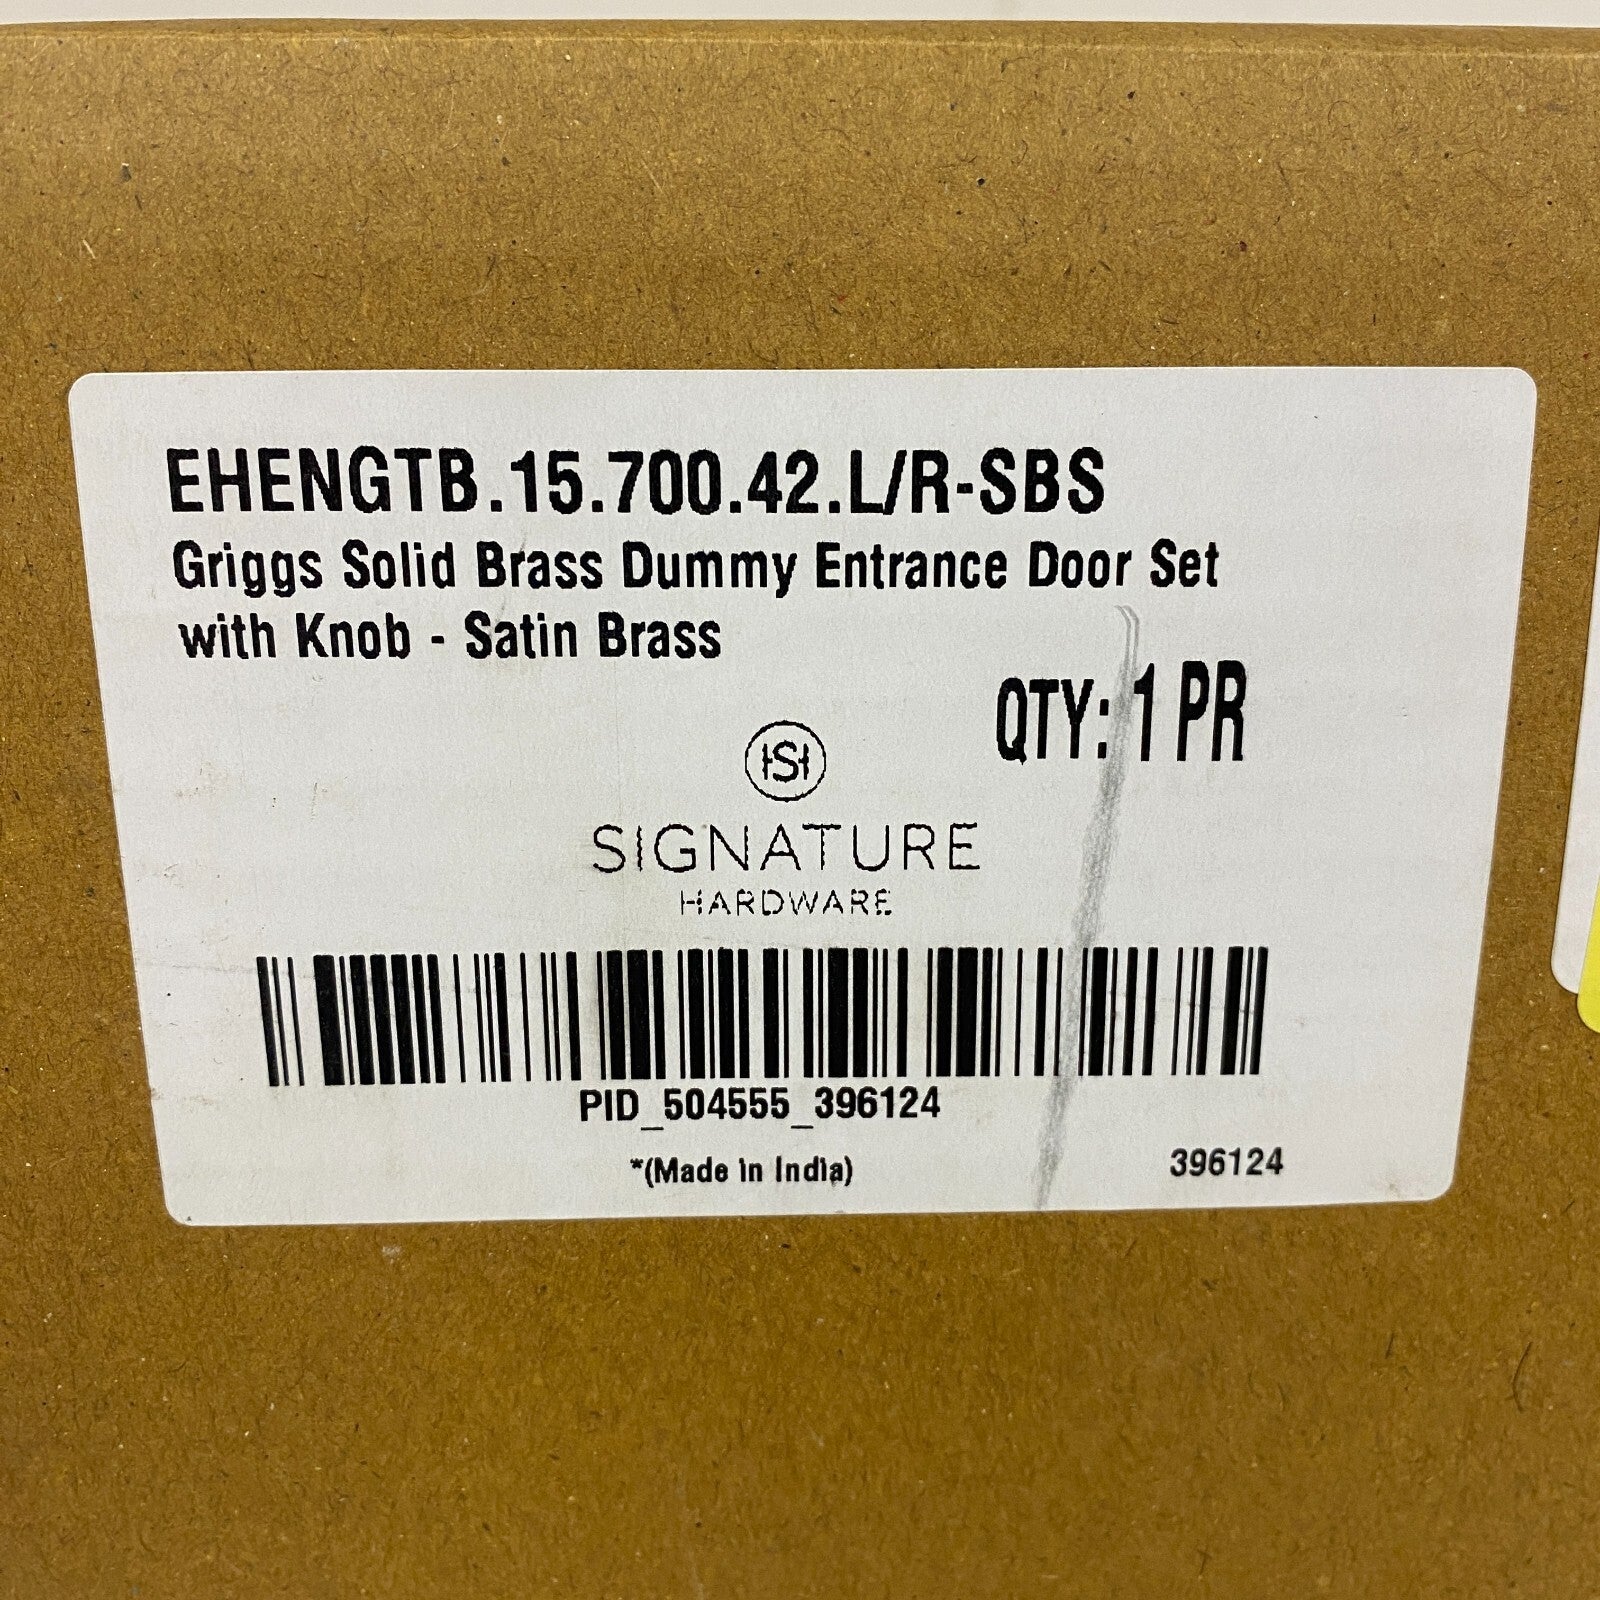 EHENGTB.15.700.42.L/R-SBS
Griggs Solid Brass Dummy Entrance Door Set
with Knob - Satin Brass
QTY: 1 PR
HSH
SIGNATURE
HARDWARE
PID_504555_396124
*(Made in India)
396124